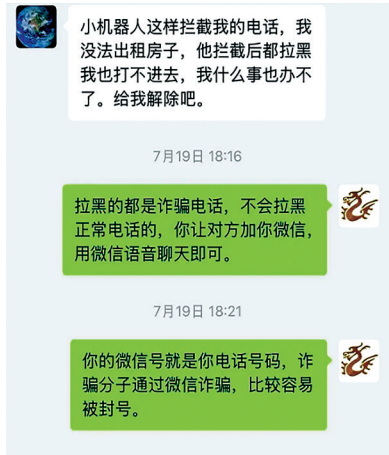 小机器人这样拦截我的电话，我
没法出租房子，他拦截后都拉黑
我也打不进去，我什么事也办不
了。给我解除吧。
7月19日 18:16
拉黑的都是诈骗电话，不会拉黑
正常电话的，你让对方加你微信，
用微信语音聊天即可。
7月19日 18:21
你的微信号就是你电话号码，诈
骗分子通过微信诈骗，比较容易
被封号。